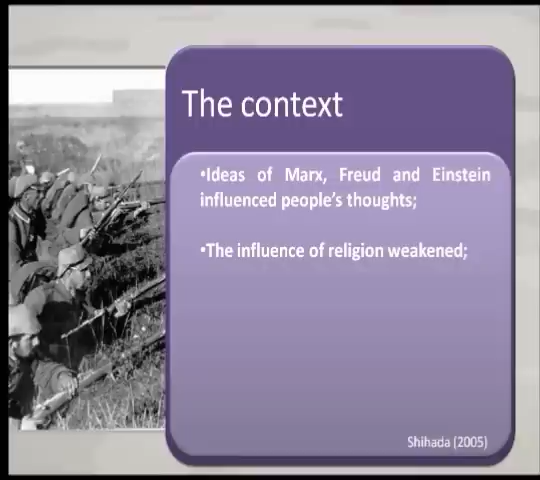 The context
•Ideas of Marx, Freud and Einstein
influenced people's thoughts;
•The influence of religion weakened;
Shihada (2005)